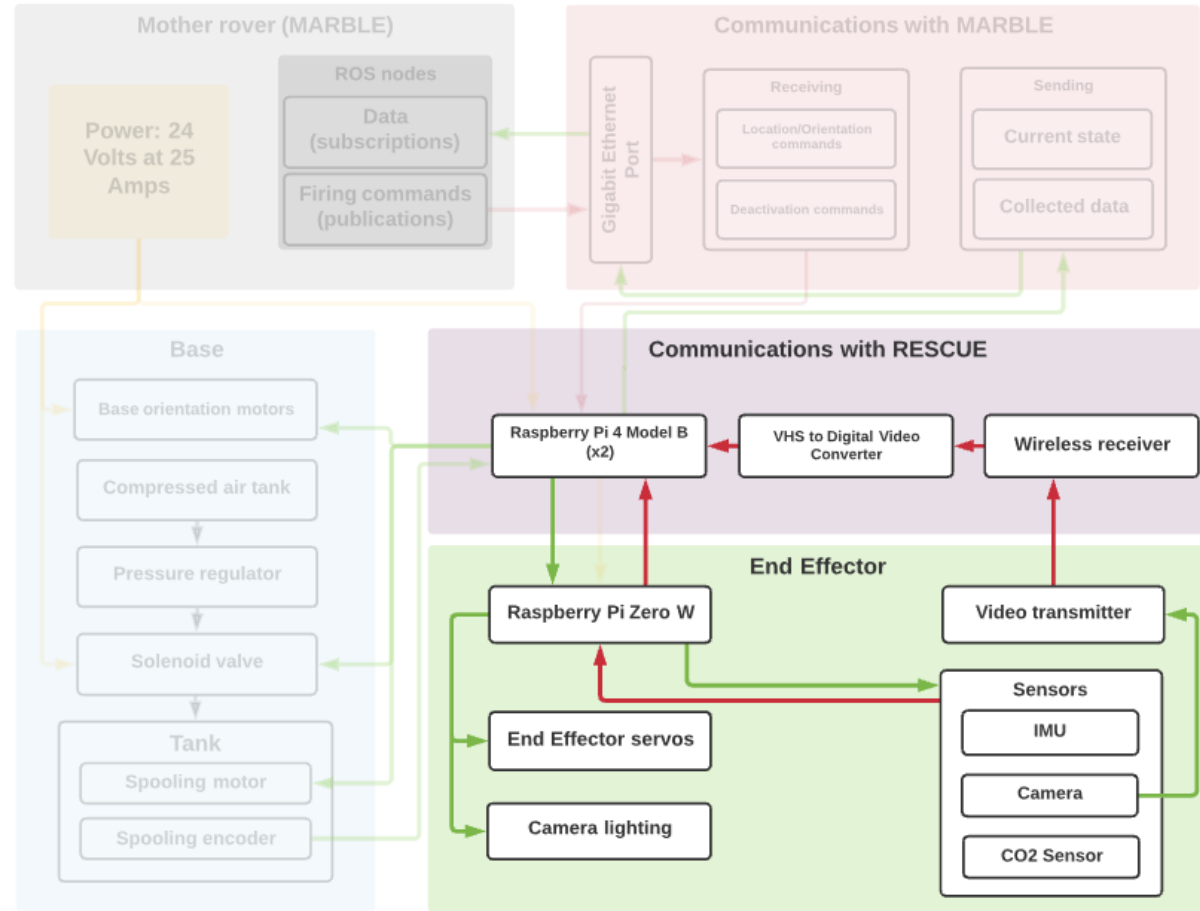 Mother rover (MARBLE)
Power: 24
Volts at 25
Amps
ROS nodes
Data
(subscriptions)
Firing commands
(publications)
Communications with MARBLE
Gigabit Ethernet
Port
Receiving
Location/Orientation
commands
Deactivation commands
Sending
Current state
Collected data
Base
Base orientation motors
Compressed air tank
Pressure regulator
Solenoid valve
Tank
Spooling motor
Spooling encoder
Communications with RESCUE
Raspberry Pi 4 Model B
(x2)
VHS to Digital Video
Converter
Wireless receiver
End Effector
Raspberry Pi Zero W
Video transmitter
End Effector servos
Camera lighting
Sensors
IMU
Camera
CO2 Sensor